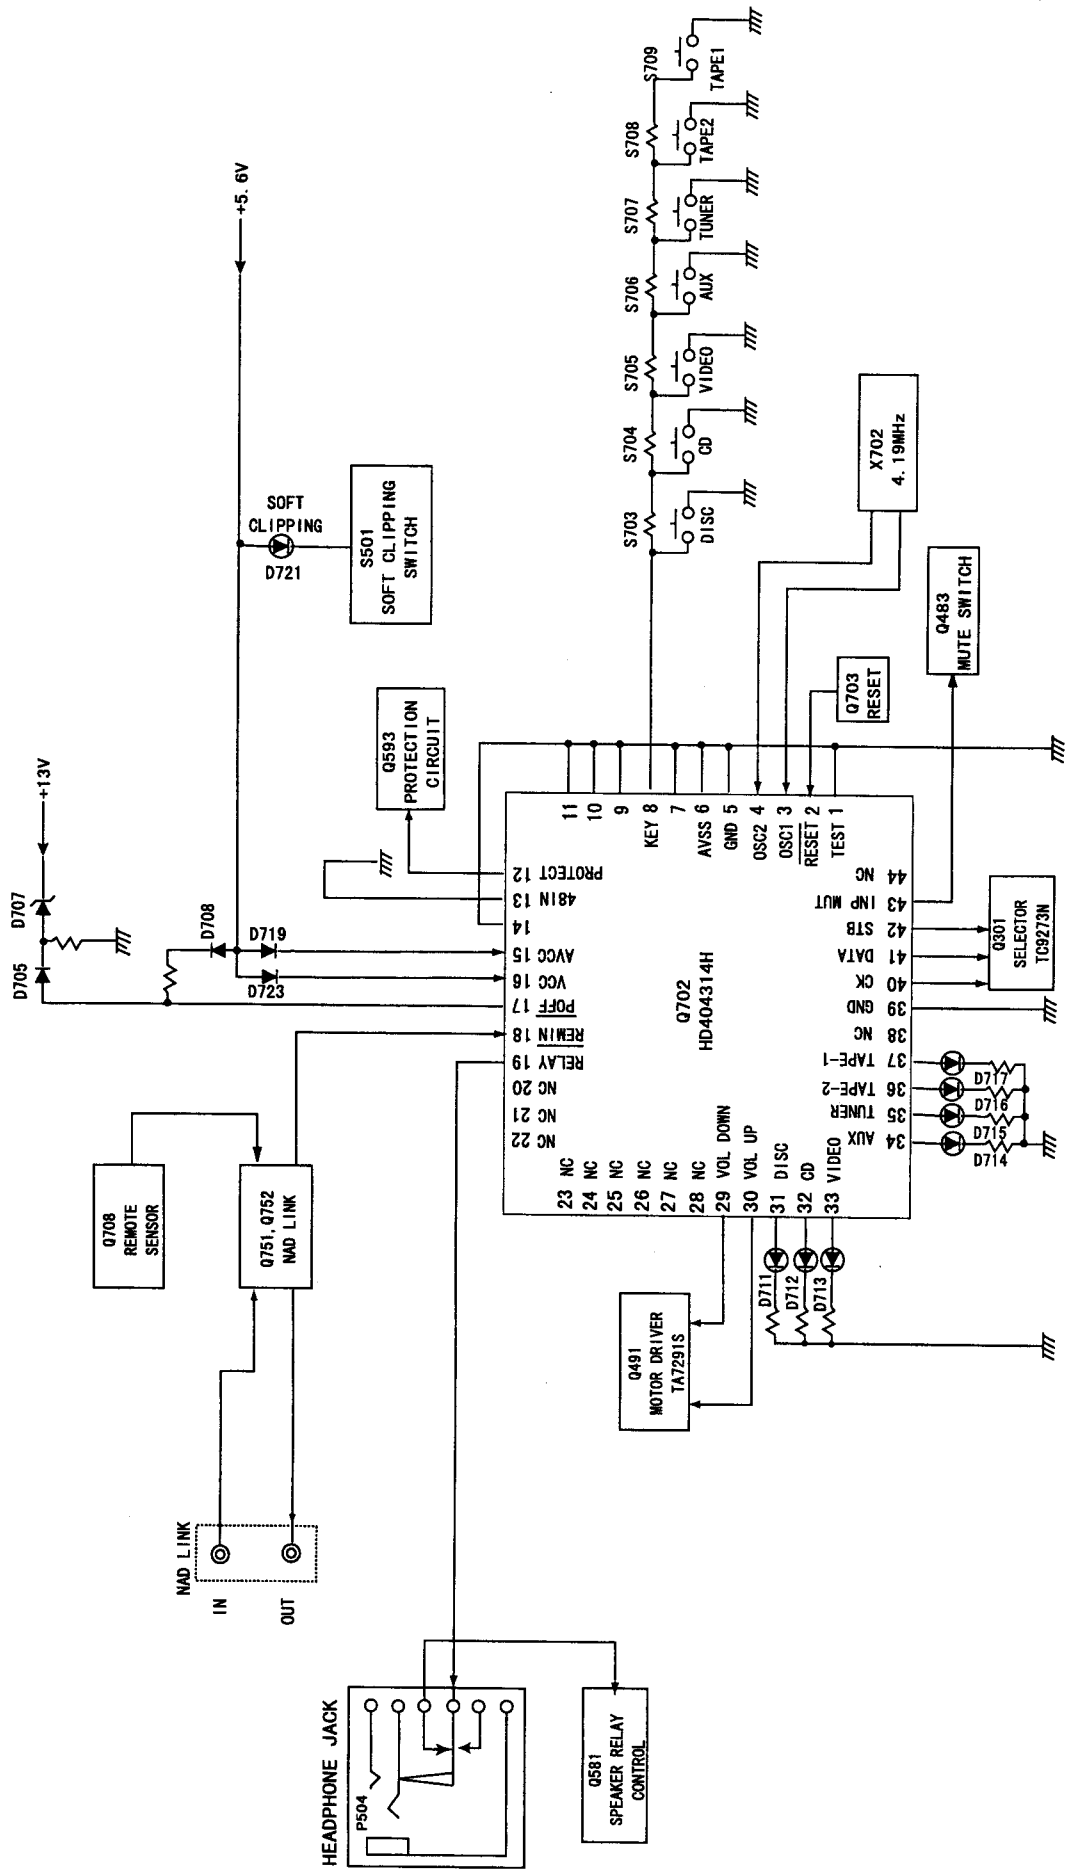 HEADPHONE JACK
P504
Q581
SPEAKER RELAY
CONTROL
NAD LINK
IN
OUT
Q708
REMOTE
SENSOR
Q751, Q752
NAD LINK
Q491
MOTOR DRIVER
TA7291S
+13V
D707
D705
D708
D719
D723
+5. 6V
SOFT
CLIPPING
D721
S501
SOFT CLIPPING
SWITCH
Q593
PROTECTION
CIRCUIT
Q702
HD404314H
TEST 1
RESET 2
OSC1 3
OSC2 4
GND 5
AVSS 6
7
KEY 8
9
10
11
PROTECT 12
48IN 13
14
AVCC 15
VCC 16
POFF 17
REMIN 18
RELAY 19
NC 20
NC 21
NC 22
23 NC
24 NC
25 NC
26 NC
27 NC
28 NC
29 VOL DOWN
30 VOL UP
31 DISC
32 CD
33 VIDEO
34 AUX
35 TUNER
36 TAPE-2
37 TAPE-1
38 NC
39 GND
40 CK
41 DATA
42 STB
43 INP MUT
44 NC
D711
D712
D713
D714
D715
D716
D717
Q301
SELECTOR
TC9273N
Q483
MUTE SWITCH
Q703
RESET
X702
4. 19MHz
S703
DISC
S704
CD
S705
VIDEO
S706
AUX
S707
TUNER
S708
TAPE2
S709
TAPE1